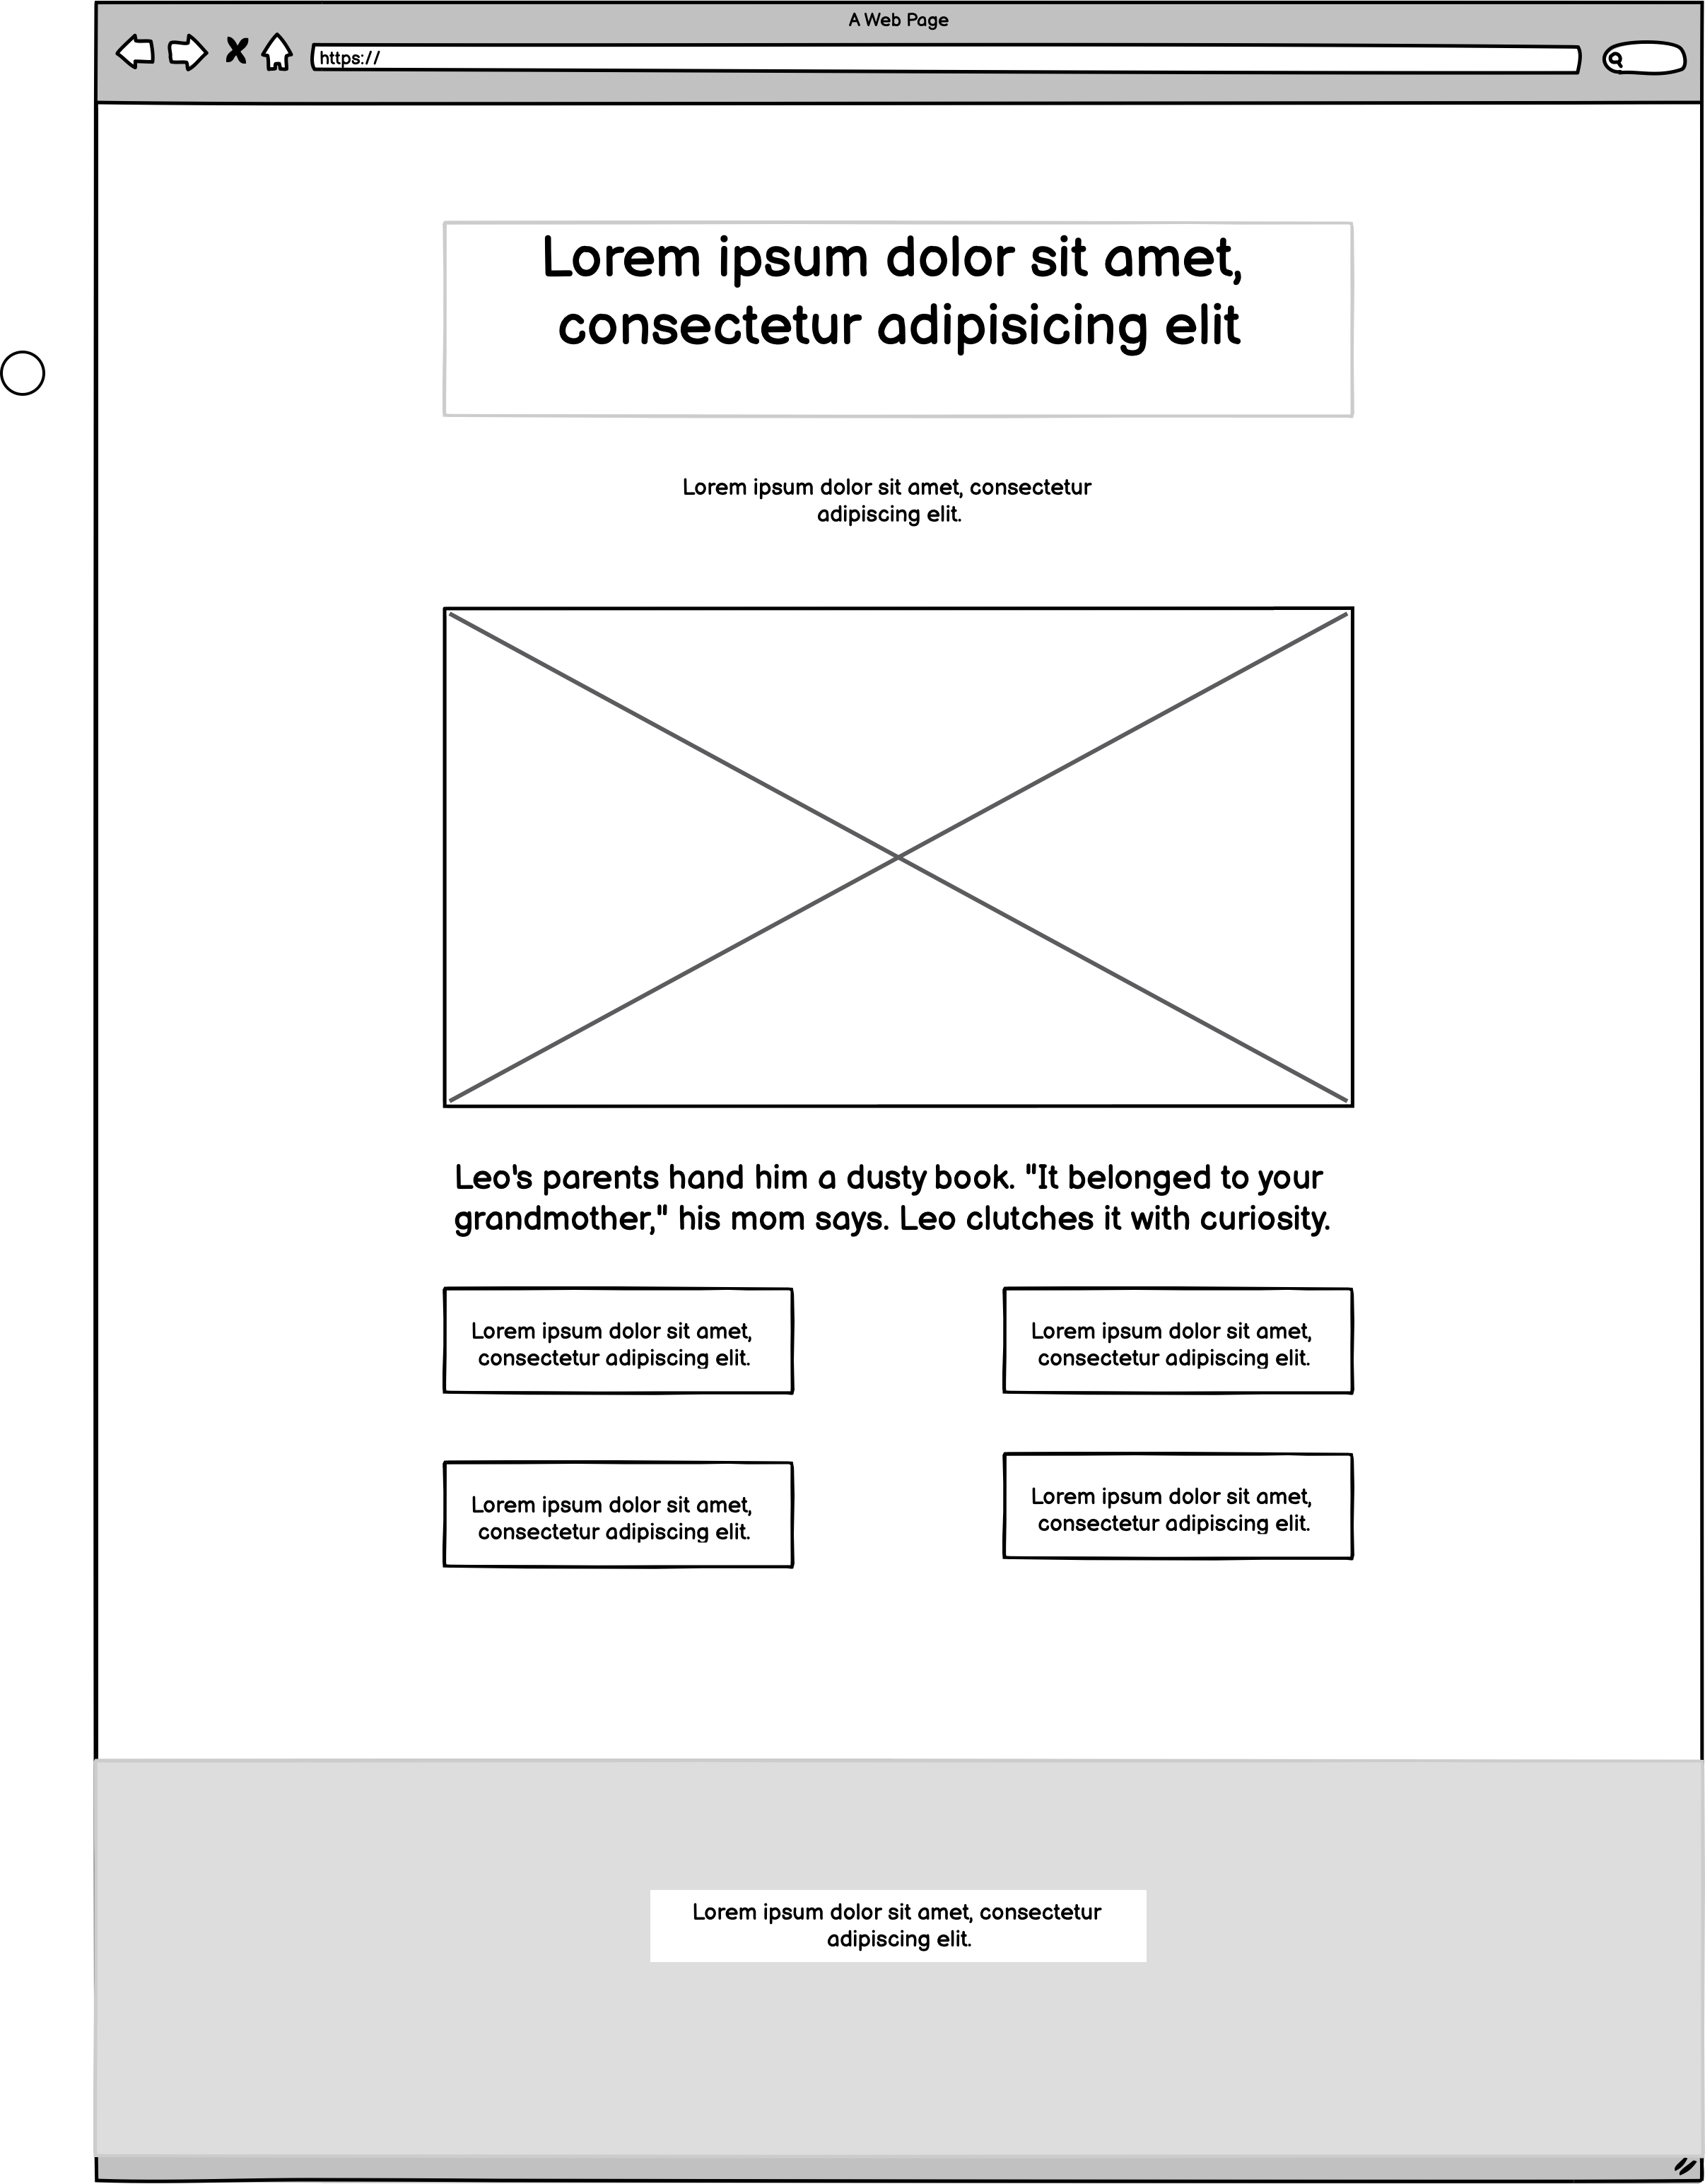 A Web Page
https://
Lorem ipsum dolor sit amet,
consectetur adipisicing elit
Lorem ipsum dolor sit amet, consectetur
adipiscing elit.
Leo's parents hand him a dusty book. "It belonged to your
grandmother," his mom says. Leo clutches it with curiosity.
Lorem ipsum dolor sit amet,
consectetur adipiscing elit.
Lorem ipsum dolor sit amet,
consectetur adipiscing elit.
Lorem ipsum dolor sit amet,
consectetur adipiscing elit.
Lorem ipsum dolor sit amet,
consectetur adipiscing elit.
Lorem ipsum dolor sit amet, consectetur
adipiscing elit.